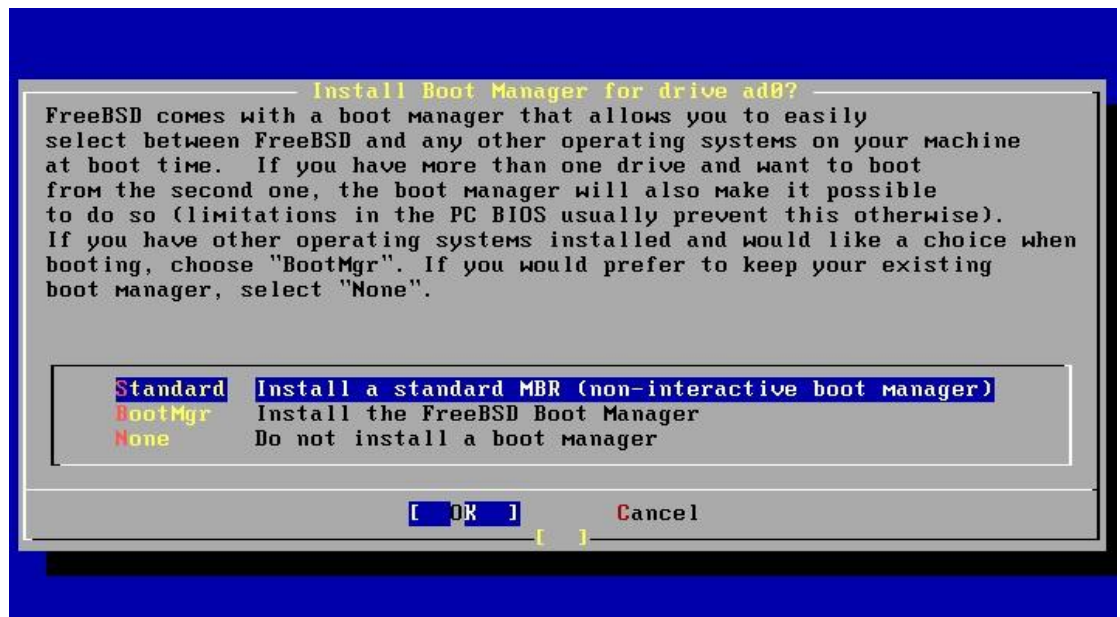 Install Boot Manager for drive ad0?
FreeBSD comes with a boot manager that allows you to easily
select between FreeBSD and any other operating systems on your machine
at boot time.  If you have more than one drive and want to boot
from the second one, the boot manager will also make it possible
to do so (limitations in the PC BIOS usually prevent this otherwise).
If you have other operating systems installed and would like a choice when
booting, choose "BootMgr". If you would prefer to keep your existing
boot manager, select "None".
Standard  Install a standard MBR (non-interactive boot manager)
BootMgr   Install the FreeBSD Boot Manager
None      Do not install a boot manager
[  OK  ]       Cancel
[  ]